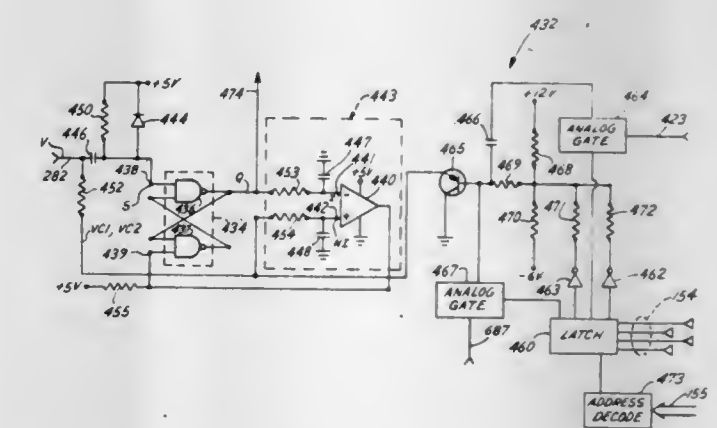 432
+5V
474
443
+12V
464
450
444
447
466
ANALOG GATE
V
446
441
465
423
438
Q
453
+5V
440
469
468
282
452
S
436
442
470
471
472
435
454
VC1, VC2
434
448
439
467
-6V
463
462
ANALOG GATE
154
+5V
455
460
LATCH
687
473
ADDRESS DECODE
155